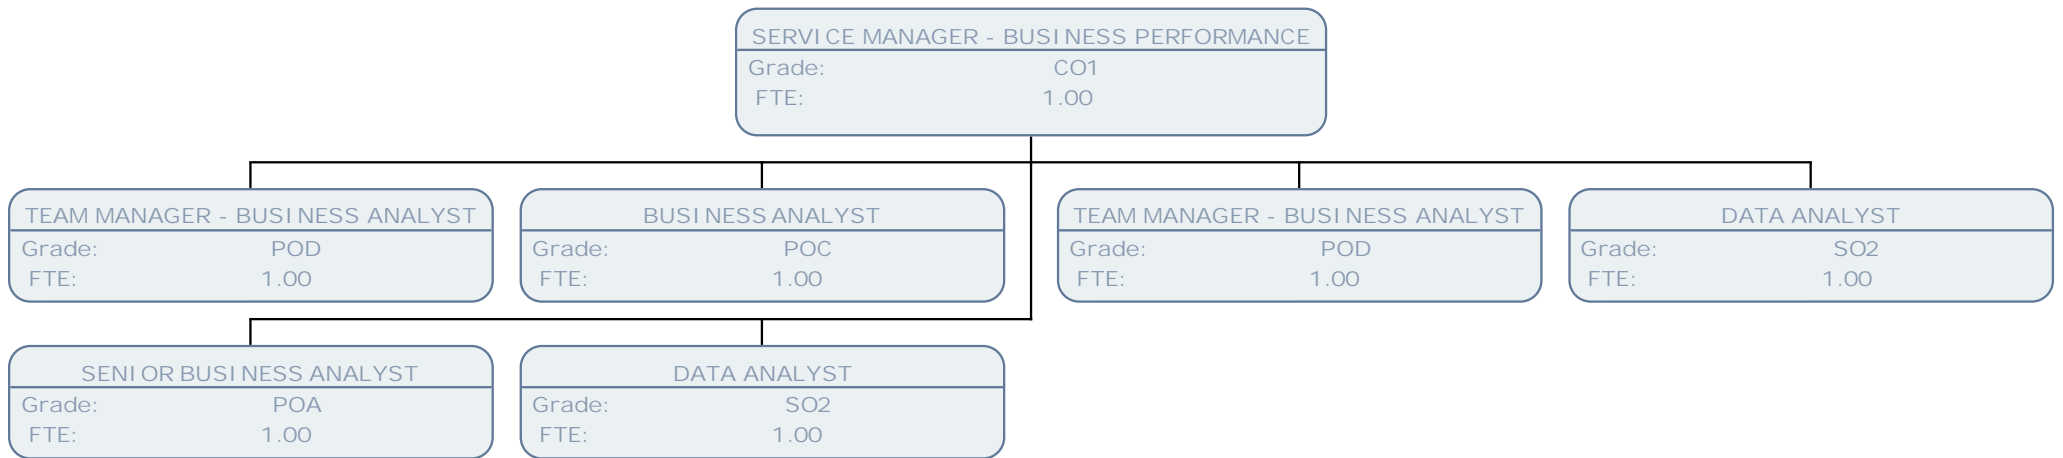 SERVICE MANAGER - BUSINESS PERFORMANCE
Grade: CO1
FTE: 1.00
TEAM MANAGER - BUSINESS ANALYST
Grade: POD
FTE: 1.00
BUSINESS ANALYST
Grade: POC
FTE: 1.00
TEAM MANAGER - BUSINESS ANALYST
Grade: POD
FTE: 1.00
DATA ANALYST
Grade: SO2
FTE: 1.00
SENIOR BUSINESS ANALYST
Grade: POA
FTE: 1.00
DATA ANALYST
Grade: SO2
FTE: 1.00